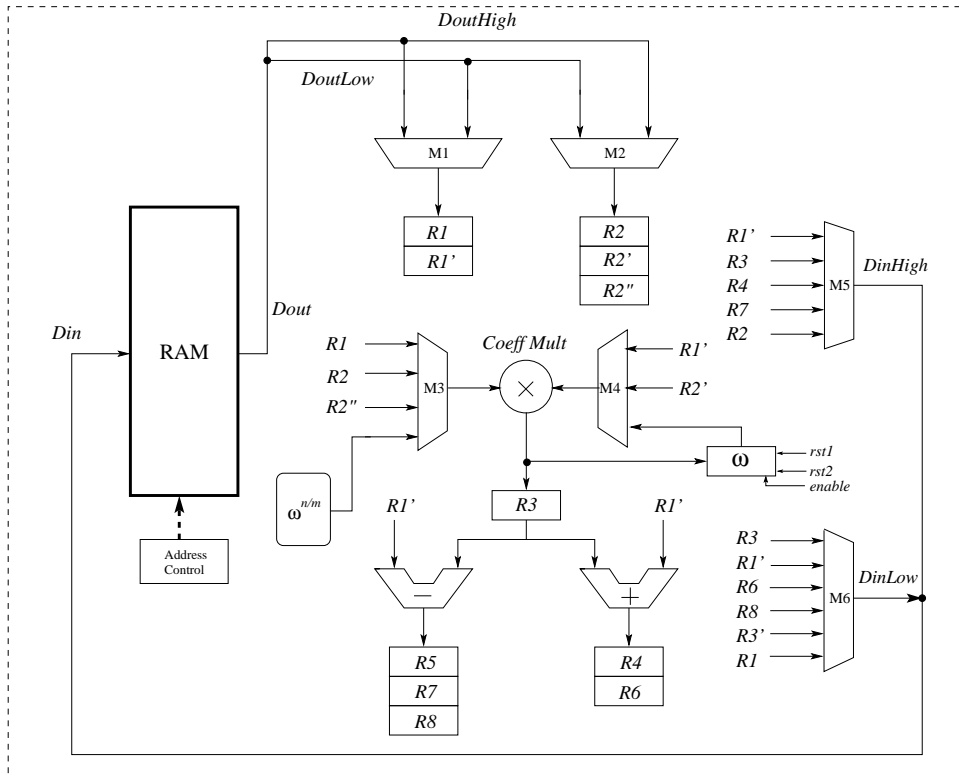 DoutHigh
DoutLow
M1
M2
R1
R1’
R2
R2’
R2"
Dout
Din
RAM
Address
Control
R1’
R3
R4
R7
R2
M5
DinHigh
Coeff Mult
R1
R2
R2"
M3
×
M4
R1’
R2’
ω
rst1
rst2
enable
ω^{n/m}
R3
R1’
R1’
−
+
R5
R7
R8
R4
R6
R3
R1’
R6
R8
R3’
R1
M6
DinLow